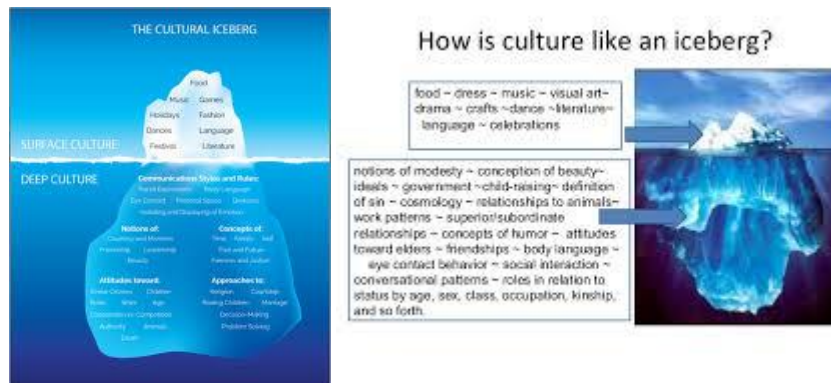 THE CULTURAL ICEBERG
Food
Music Games
Holidays Fashion
Dances Language
Festivals Literature
SURFACE CULTURE
DEEP CULTURE
Communications Styles and Rules:
Facial Expressions Body Language
Eye Contact Personal Space Gestures
Handling and Displaying of Emotion
Notions of:
Courtesy and Manners
Friendship Leadership
Beauty
Concepts of:
Time Family Self
Past and Future
Fairness and Justice
Attitudes toward:
Children
Rules Work Age
Cooperation vs Competition
Authority Animals
Death
Approaches to:
Religion Courtship
Raising Children Marriage
Decision-Making
Problem Solving
How is culture like an iceberg?
food ~ dress ~ music ~ visual art~
drama ~ crafts ~dance ~literature~
language ~ celebrations
notions of modesty ~ conception of beauty~
ideals ~ government ~child-raising~ definition
of sin ~ cosmology ~ relationships to animals~
work patterns ~ superior/subordinate
relationships ~ concepts of humor ~ attitudes
toward elders ~ friendships ~ body language ~
eye contact behavior ~ social interaction ~
conversational patterns ~ roles in relation to
status by age, sex, class, occupation, kinship,
and so forth.